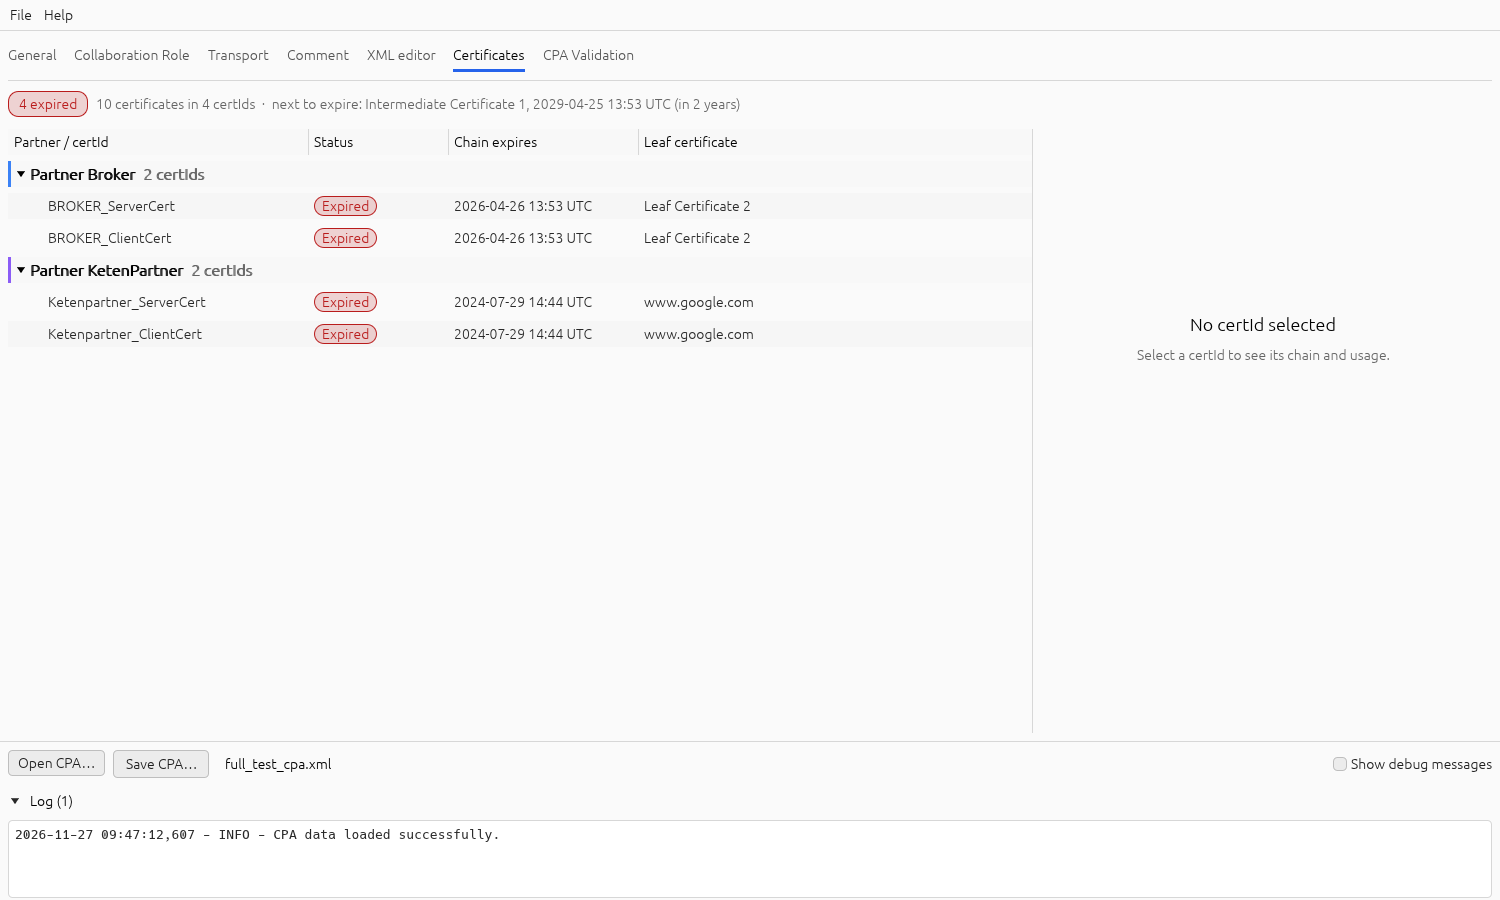 File Help
General Collaboration Role Transport Comment XML editor Certificates CPA Validation
4 expired 10 certificates in 4 certIds · next to expire: Intermediate Certificate 1, 2029-04-25 13:53 UTC (in 2 years)
Partner / certId Status Chain expires Leaf certificate
Partner Broker 2 certIds
BROKER_ServerCert Expired 2026-04-26 13:53 UTC Leaf Certificate 2
BROKER_ClientCert Expired 2026-04-26 13:53 UTC Leaf Certificate 2
Partner KetenPartner 2 certIds
Ketenpartner_ServerCert Expired 2024-07-29 14:44 UTC www.google.com
Ketenpartner_ClientCert Expired 2024-07-29 14:44 UTC www.google.com
No certId selected
Select a certId to see its chain and usage.
Open CPA... Save CPA... full_test_cpa.xml Show debug messages
Log (1)
2026-11-27 09:47:12,607 - INFO - CPA data loaded successfully.